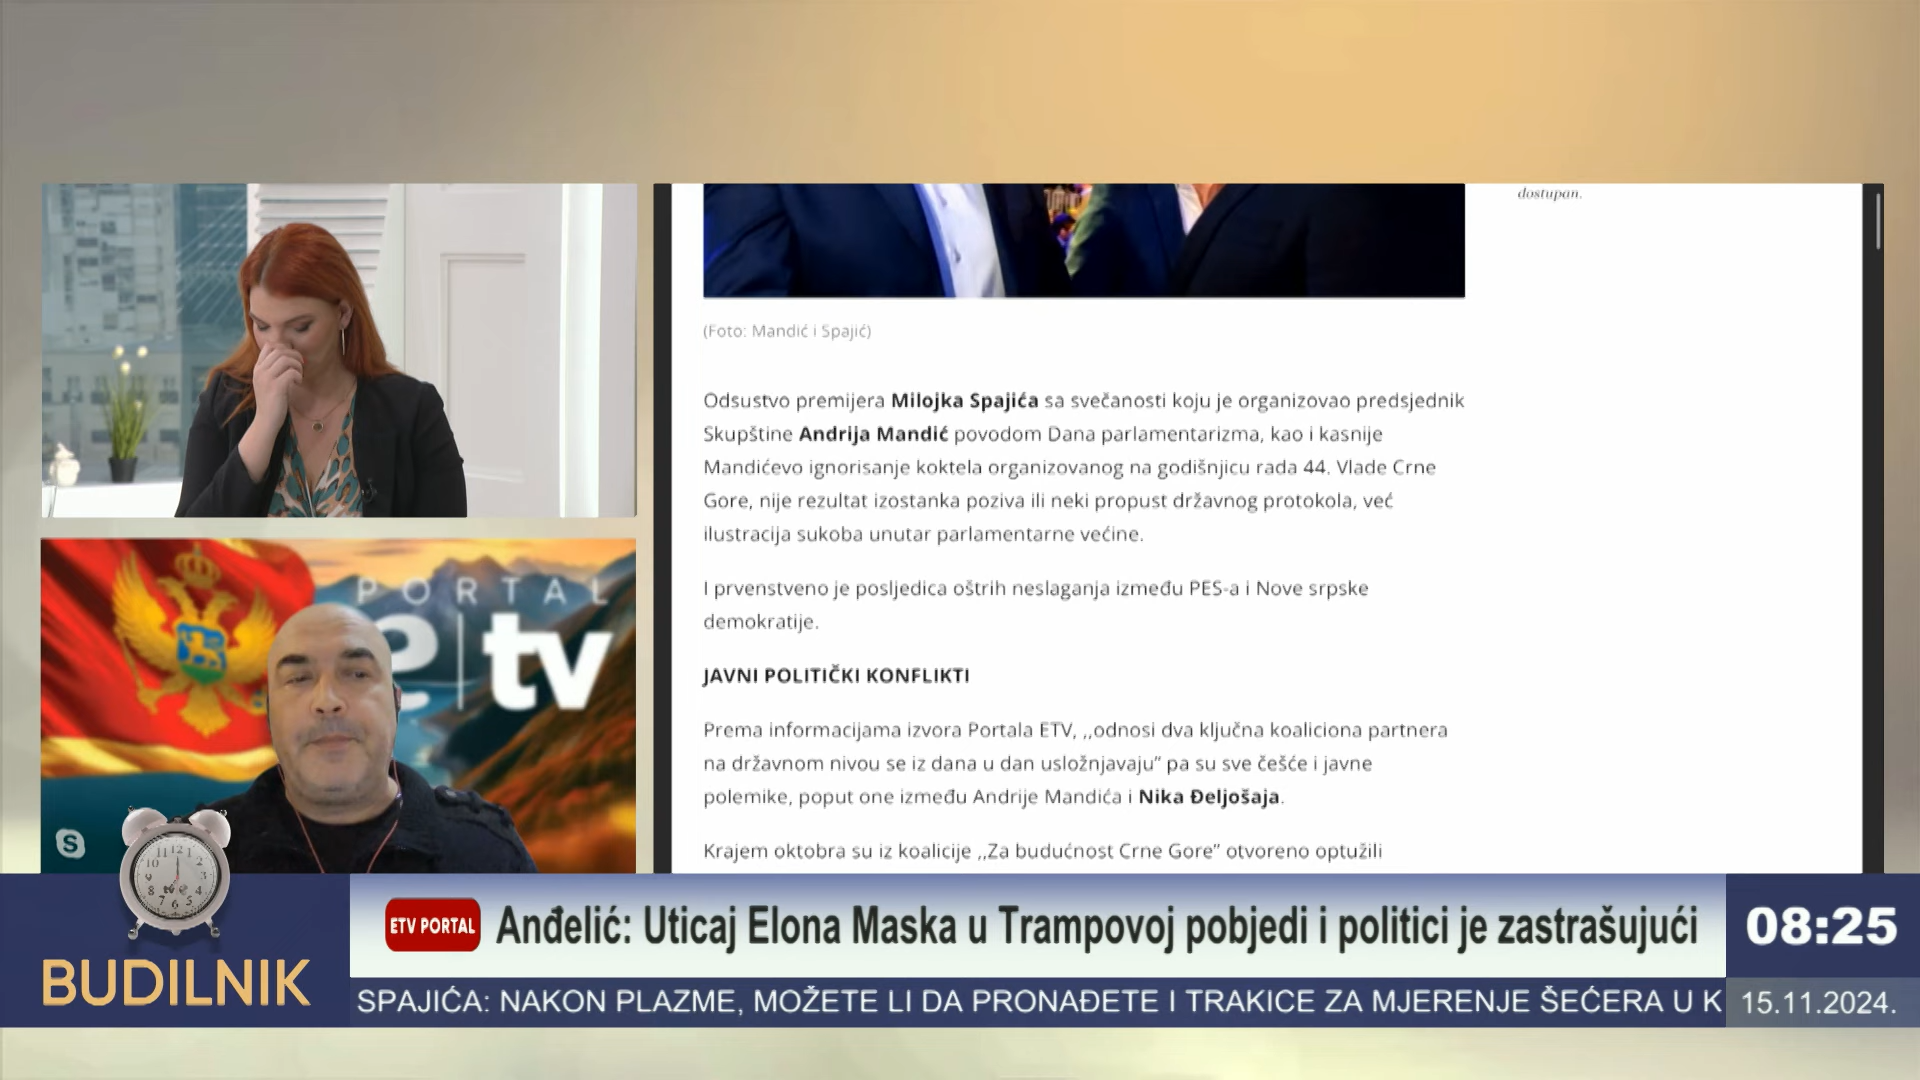 dostupan.
(Foto: Mandić i Spajić)
Odsustvo premijera Milojka Spajića sa svečanosti koju je organizovao predsjednik
Skupštine Andrija Mandić povodom Dana parlamentarizma, kao i kasnije
Mandićevo ignorisanje koktela organizovanog na godišnjicu rada 44. Vlade Crne
Gore, nije rezultat izostanka poziva ili neki propust državnog protokola, već
ilustracija sukoba unutar parlamentarne većine.
I prvenstveno je posljedica oštrih neslaganja između PES-a i Nove srpske
demokratije.
JAVNI POLITIČKI KONFLIKTI
Prema informacijama izvora Portala ETV, ,,odnosi dva ključna koaliciona partnera
na državnom nivou se iz dana u dan usložnjavaju” pa su sve češće i javne
polemike, poput one između Andrije Mandića i Nika Đeljošaja.
Krajem oktobra su iz koalicije ,,Za budućnost Crne Gore” otvoreno optužili
PORTAL
e|tv
S
BUDILNIK
ETV PORTAL
Anđelić: Uticaj Elona Maska u Trampovoj pobjedi i politici je zastrašujući
08:25
SPAJIĆA: NAKON PLAZME, MOŽETE LI DA PRONAĐETE I TRAKICE ZA MJERENJE ŠEĆERA U K
15.11.2024.